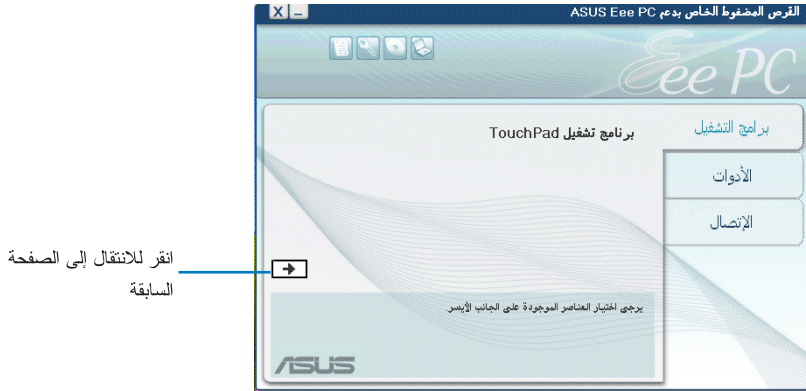 القرص المضغوط الخاص بدعم ASUS Eee PC
Eee PC
برامج التشغيل
الأدوات
الإتصال
برنامج تشغيل TouchPad
انقر للانتقال إلى الصفحة
السابقة
يرجى اختيار العناصر الموجودة على الجانب الأيسر.
ASUS